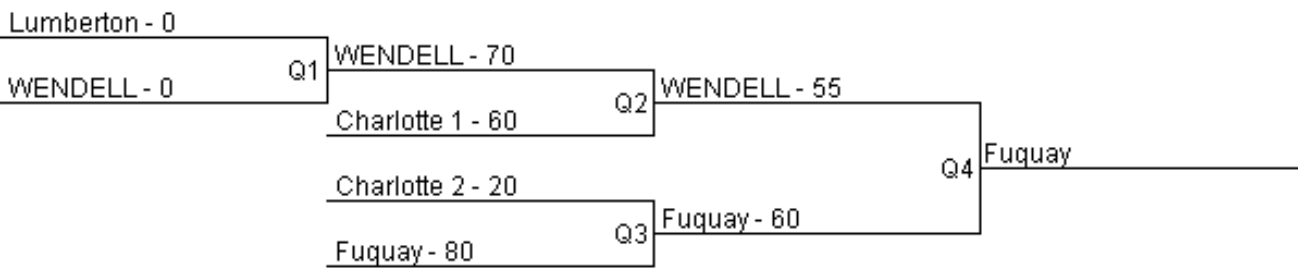 Lumberton - 0
WENDELL - 0
Q1
WENDELL - 70
Charlotte 1 - 60
Q2
WENDELL - 55
Charlotte 2 - 20
Fuquay - 80
Q3
Fuquay - 60
Q4
Fuquay